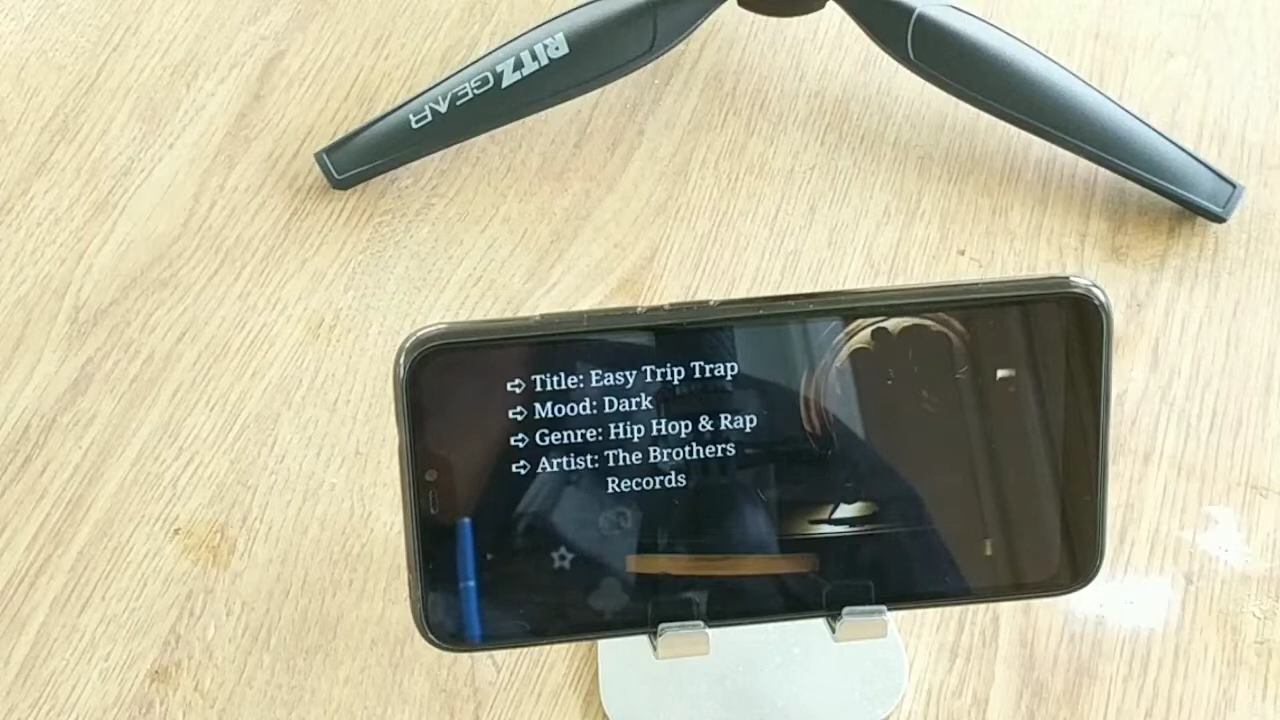 RITZ GEAR
➩ Title: Easy Trip Trap
➩ Mood: Dark
➩ Genre: Hip Hop & Rap
➩ Artist: The Brothers
Records